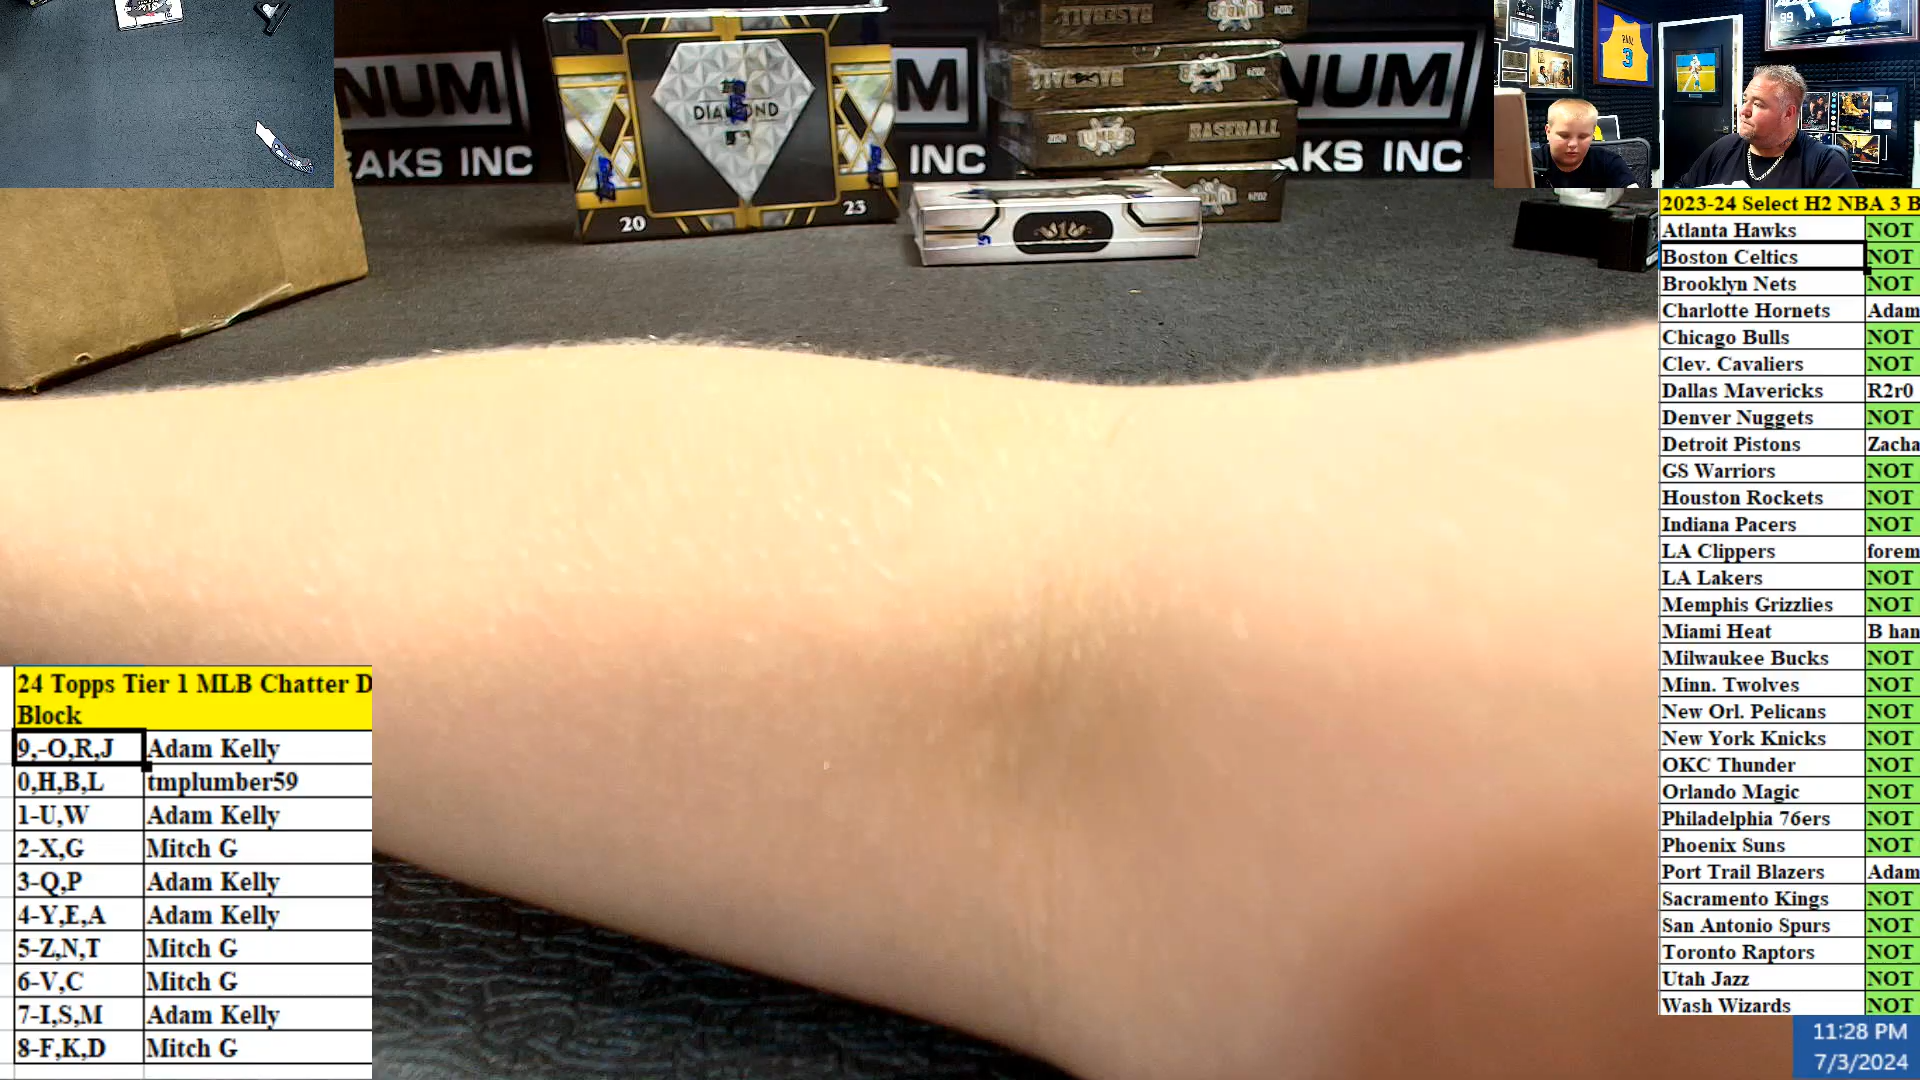 NUM
EAKS INC
DIAMOND
20
23
M
INC
NUM
AKS INC
BASEBALL
TUMBER
BASEBALL
1
PAUL
3
99
2023-24 Select H2 NBA 3 B
Atlanta Hawks NOT
Boston Celtics NOT
Brooklyn Nets NOT
Charlotte Hornets Adam
Chicago Bulls NOT
Clev. Cavaliers NOT
Dallas Mavericks R2r0
Denver Nuggets NOT
Detroit Pistons Zacha
GS Warriors NOT
Houston Rockets NOT
Indiana Pacers NOT
LA Clippers forem
LA Lakers NOT
Memphis Grizzlies NOT
Miami Heat B han
Milwaukee Bucks NOT
Minn. Twolves NOT
New Orl. Pelicans NOT
New York Knicks NOT
OKC Thunder NOT
Orlando Magic NOT
Philadelphia 76ers NOT
Phoenix Suns NOT
Port Trail Blazers Adam
Sacramento Kings NOT
San Antonio Spurs NOT
Toronto Raptors NOT
Utah Jazz NOT
Wash Wizards NOT
24 Topps Tier 1 MLB Chatter D
Block
9,-O,R,J Adam Kelly
0,H,B,L tmplumber59
1-U,W Adam Kelly
2-X,G Mitch G
3-Q,P Adam Kelly
4-Y,E,A Adam Kelly
5-Z,N,T Mitch G
6-V,C Mitch G
7-I,S,M Adam Kelly
8-F,K,D Mitch G
11:28 PM
7/3/2024